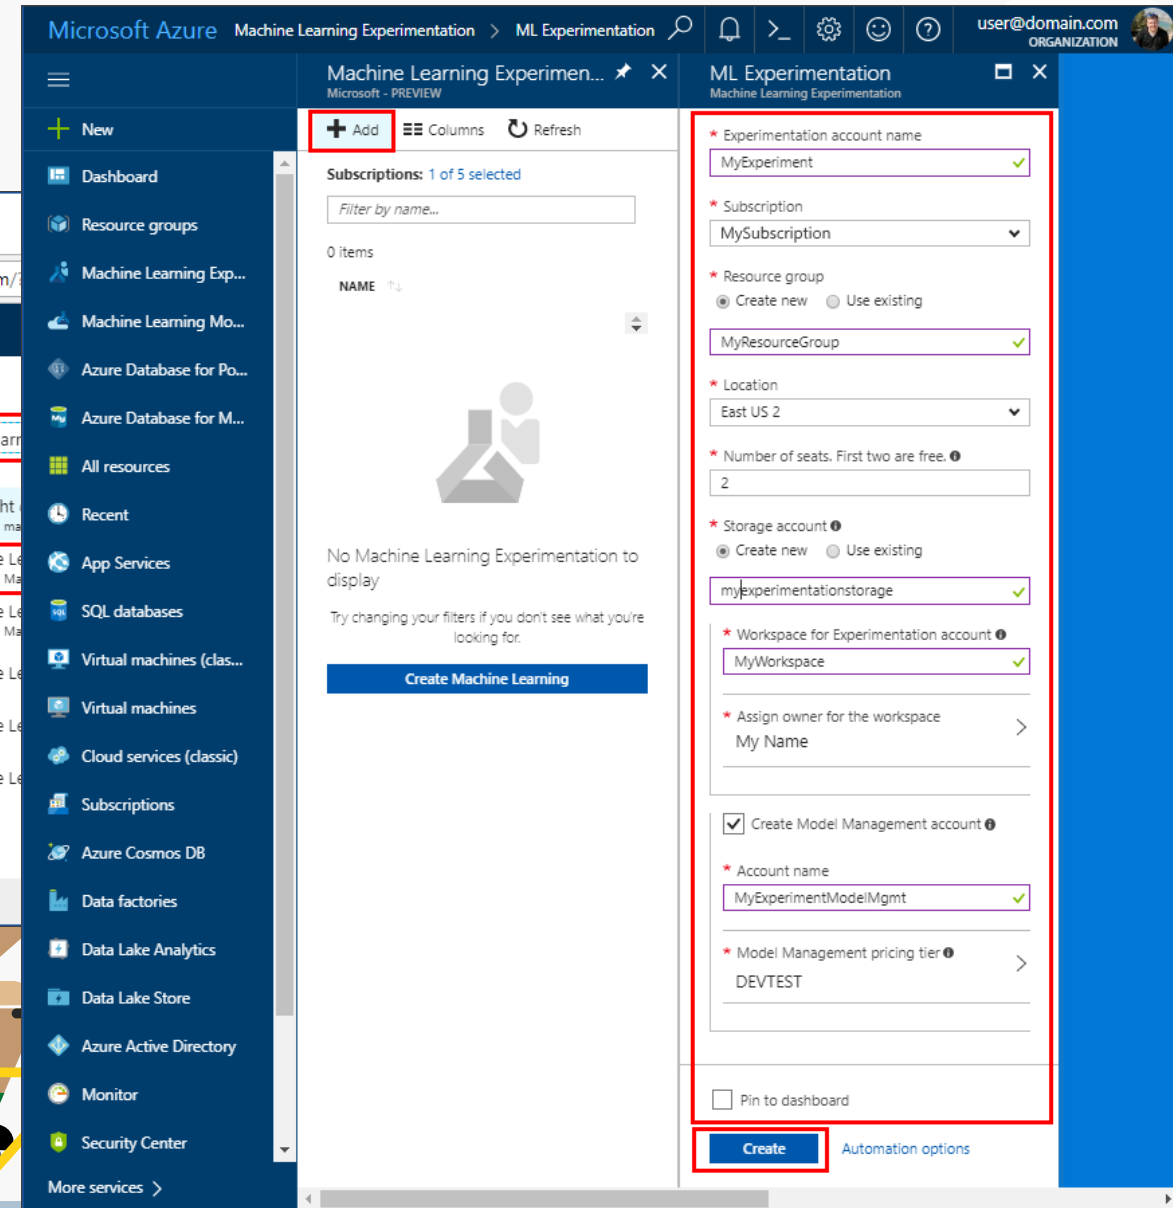 Microsoft Azure Machine Learning Experimentation > ML Experimentation
user@domain.com
ORGANIZATION
New
Dashboard
Resource groups
Machine Learning Exp...
Machine Learning Mo...
Azure Database for Po...
Azure Database for M...
All resources
Recent
App Services
SQL databases
Virtual machines (clas...
Virtual machines
Cloud services (classic)
Subscriptions
Azure Cosmos DB
Data factories
Data Lake Analytics
Data Lake Store
Azure Active Directory
Monitor
Security Center
More services >
Machine Learning Experimen...
Microsoft - PREVIEW
Add Columns Refresh
Subscriptions: 1 of 5 selected
Filter by name...
0 items
NAME
No Machine Learning Experimentation to
display
Try changing your filters if you don't see what you're
looking for.
Create Machine Learning
ML Experimentation
Machine Learning Experimentation
* Experimentation account name
MyExperiment
* Subscription
MySubscription
* Resource group
Create new Use existing
MyResourceGroup
* Location
East US 2
* Number of seats. First two are free.
2
* Storage account
Create new Use existing
myexperimentationstorage
* Workspace for Experimentation account
MyWorkspace
* Assign owner for the workspace
My Name
Create Model Management account
* Account name
MyExperimentModelMgmt
* Model Management pricing tier
DEVTEST
Pin to dashboard
Create Automation options